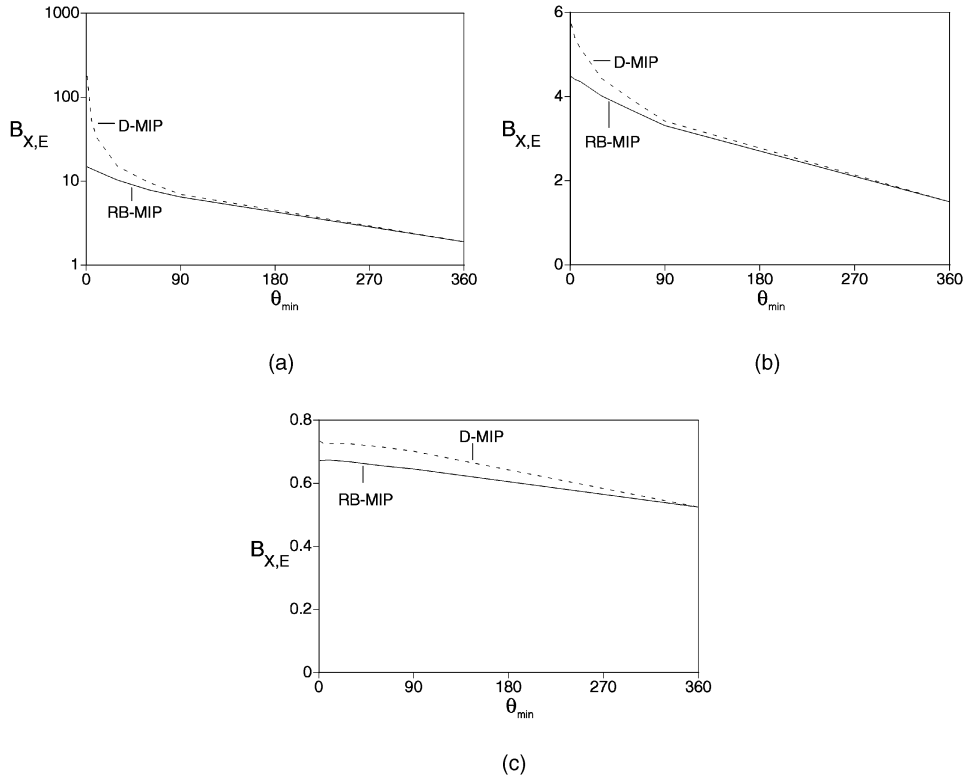 1000
100
10
1
B X,E
D-MIP
RB-MIP
0 90 180 270 360
θ min
(a)
6
4
2
0
B X,E
D-MIP
RB-MIP
0 90 180 270 360
θ min
(b)
0.8
0.6
0.4
0.2
0
B X,E
D-MIP
RB-MIP
0 90 180 270 360
θ min
(c)